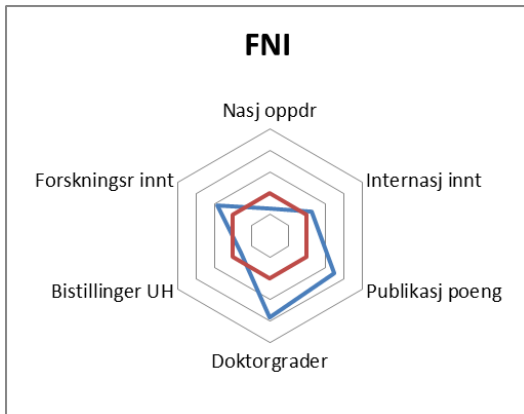 FNI
Nasj oppdr
Forskningsr innt
Internasj innt
Bistillinger UH
Publikasj poeng
Doktorgrader